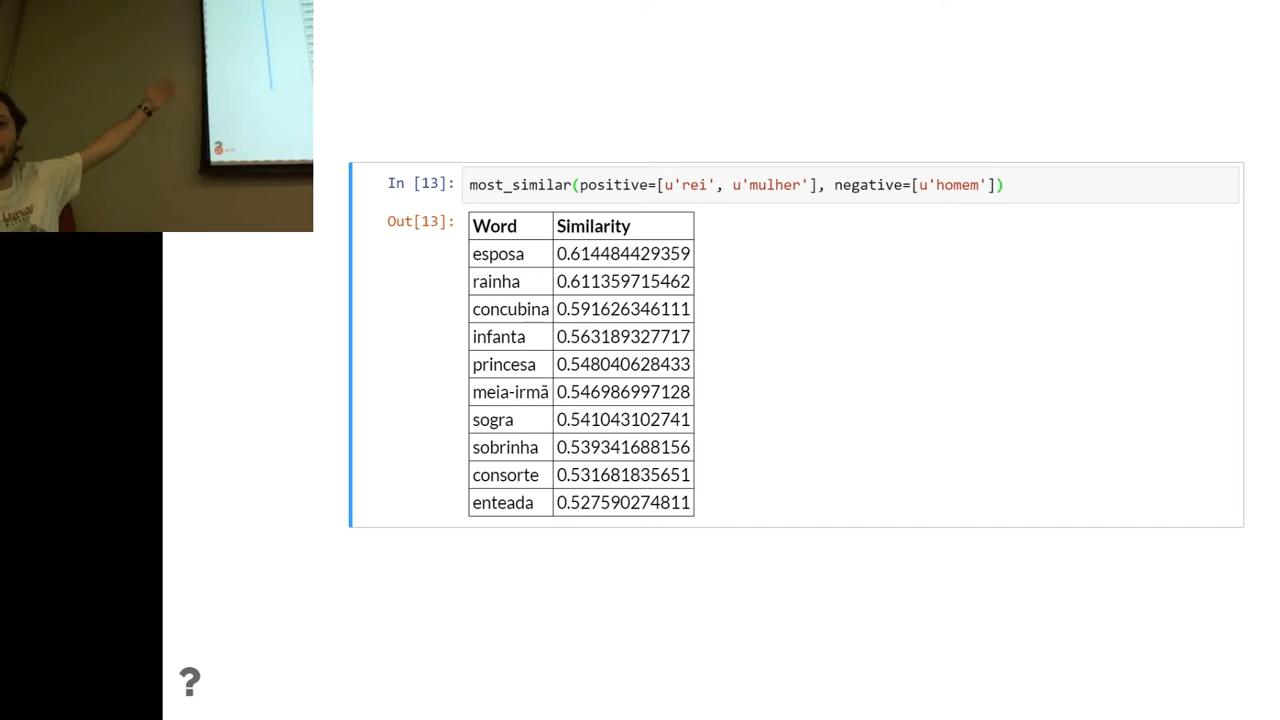 In [13]: most_similar(positive=[u'rei', u'mulher'], negative=[u'homem'])
Out[13]:
Word Similarity
esposa 0.614484429359
rainha 0.611359715462
concubina 0.591626346111
infanta 0.563189327717
princesa 0.548040628433
meia-irmã 0.546986997128
sogra 0.541043102741
sobrinha 0.539341688156
consorte 0.531681835651
enteada 0.527590274811
?